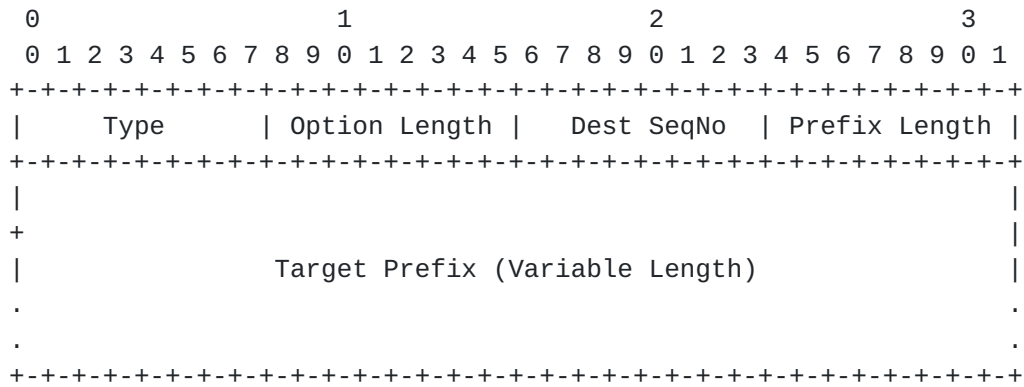 0                   1                   2                   3
 0 1 2 3 4 5 6 7 8 9 0 1 2 3 4 5 6 7 8 9 0 1 2 3 4 5 6 7 8 9 0 1
+-+-+-+-+-+-+-+-+-+-+-+-+-+-+-+-+-+-+-+-+-+-+-+-+-+-+-+-+-+-+-+-+
|     Type      | Option Length |   Dest SeqNo  | Prefix Length |
+-+-+-+-+-+-+-+-+-+-+-+-+-+-+-+-+-+-+-+-+-+-+-+-+-+-+-+-+-+-+-+-+
|                                                               |
+                                                               |
|                Target Prefix (Variable Length)                |
.                                                               .
.                                                               .
+-+-+-+-+-+-+-+-+-+-+-+-+-+-+-+-+-+-+-+-+-+-+-+-+-+-+-+-+-+-+-+-+